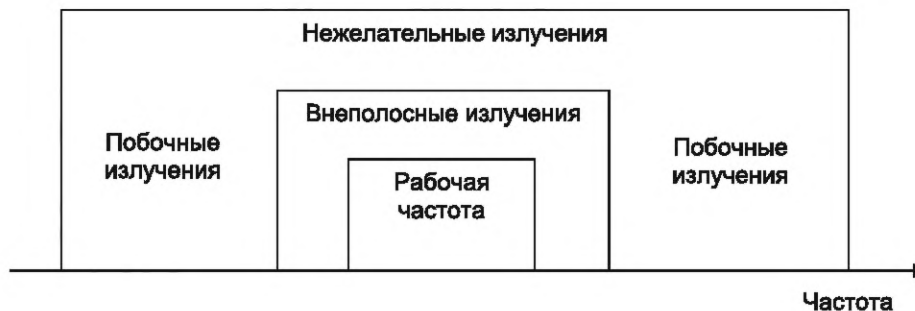 Нежелательные излучения
Внеполосные излучения
Побочные
излучения
Рабочая
частота
Побочные
излучения
Частота